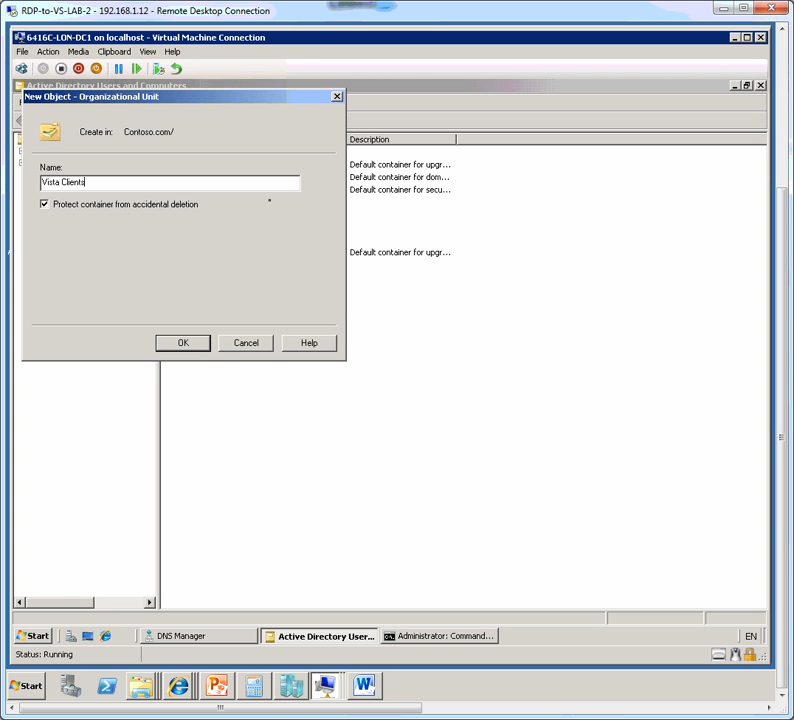 RDP-to-VS-LAB-2 - 192.168.1.12 - Remote Desktop Connection
6416C-LON-DC1 on localhost - Virtual Machine Connection
File Action Media Clipboard View Help
Active Directory Users and Computers
New Object - Organizational Unit
Create in: Contoso.com/
Description
Name:
Default container for upgr...
Default container for dom...
Vista Clients
Default container for secu...
Protect container from accidental deletion
Default container for upgr...
OK Cancel Help
Start DNS Manager Active Directory User... Administrator: Command... EN
Status: Running
Start